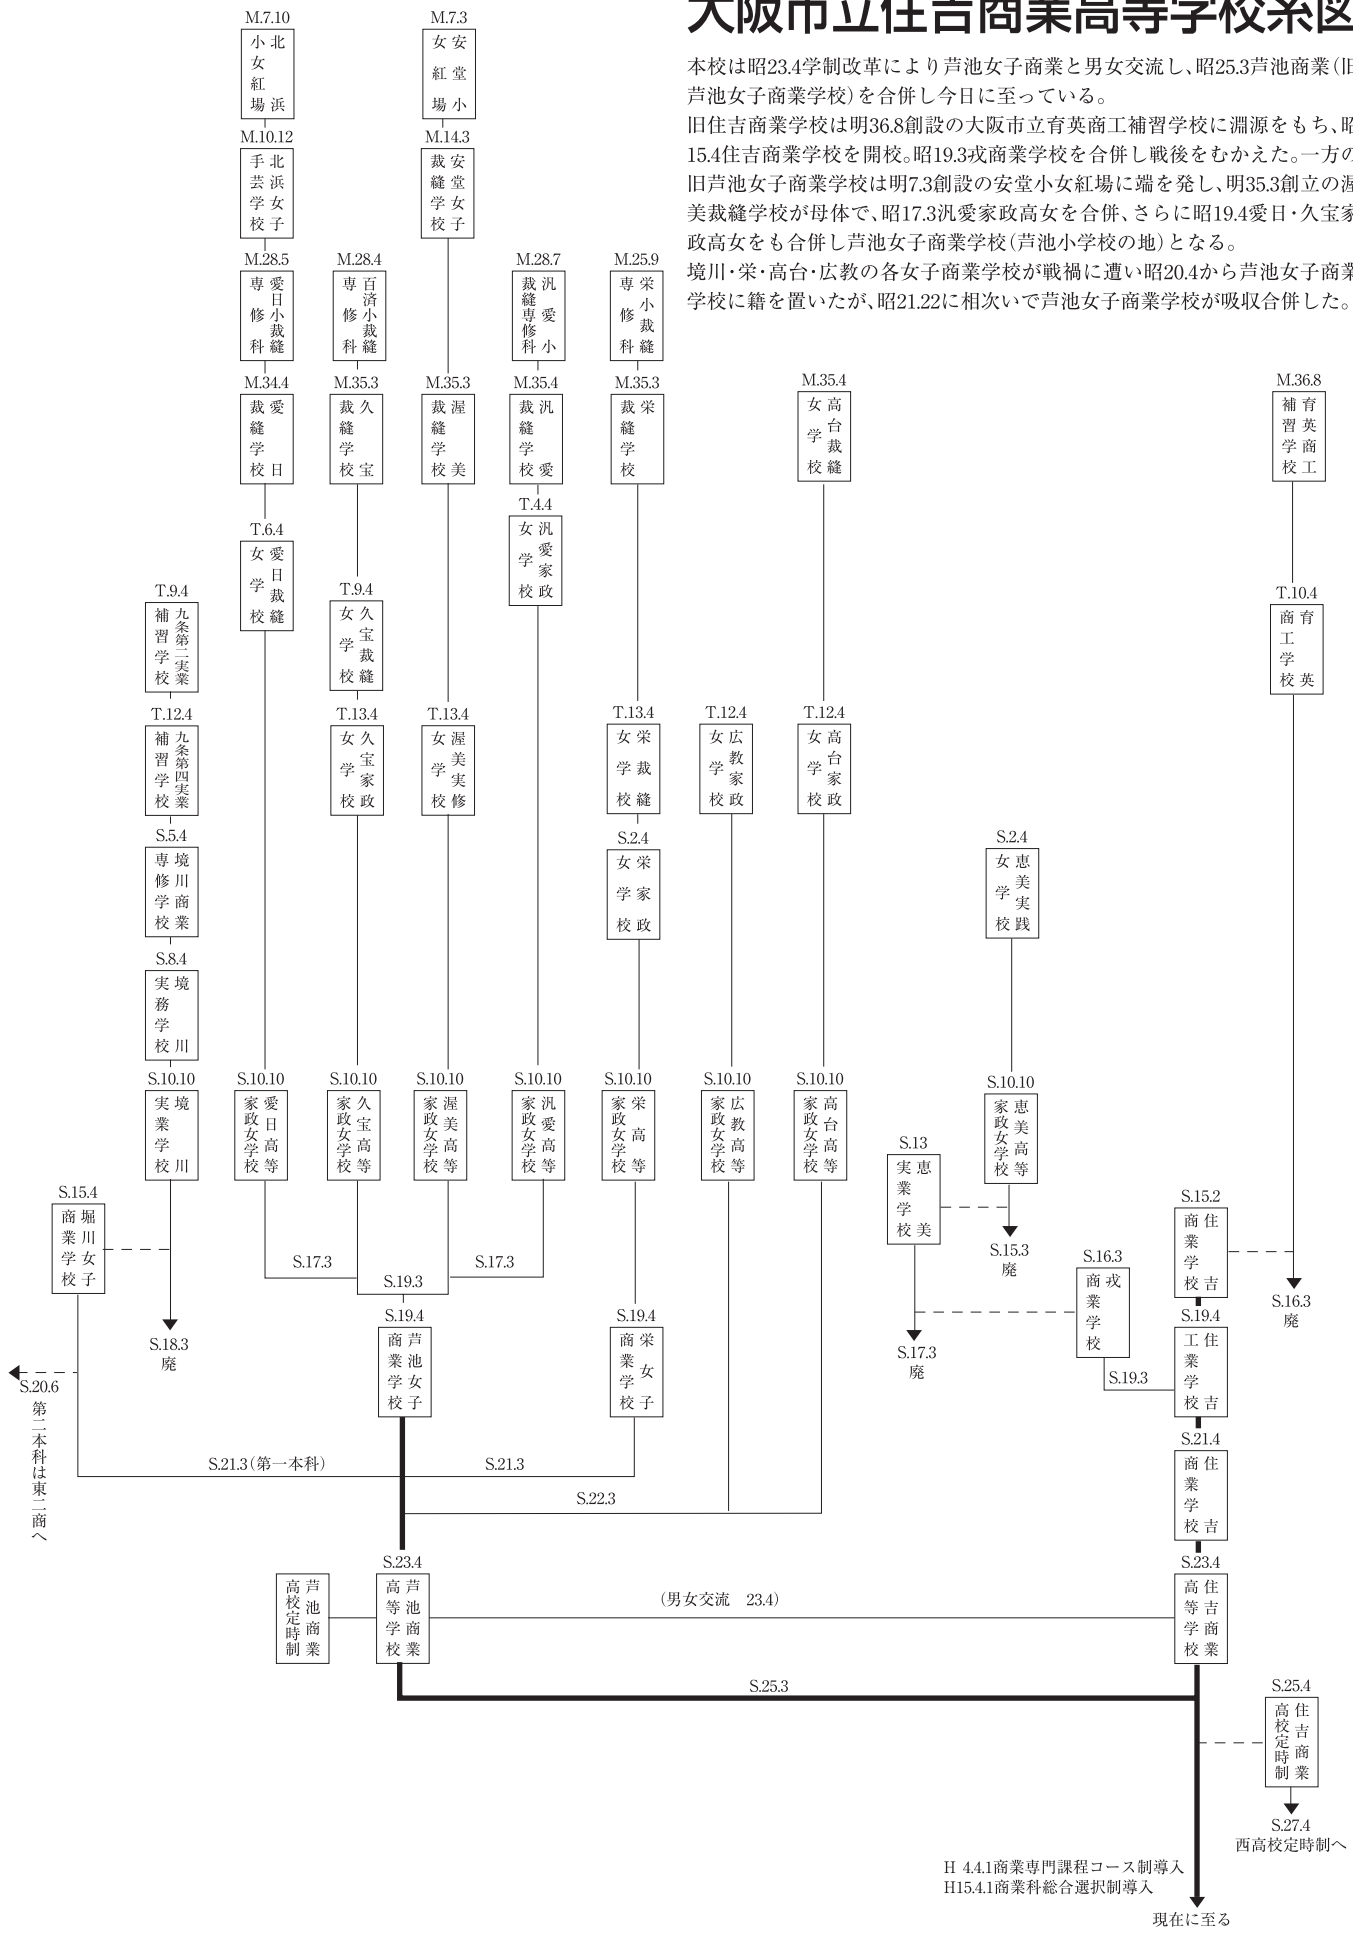 大阪市立住吉商業高等学校系図
本校は昭23.4学制改革により芦池女子商業と男女交流し、昭25.3芦池商業（旧
芦池女子商業学校）を合併し今日に至っている。
旧住吉商業学校は明36.8創設の大阪市立育英商工補習学校に淵源をもち、昭
15.4住吉商業学校を開校。昭19.3戎商業学校を合併し戦後をむかえた。一方の
旧芦池女子商業学校は明7.3創設の安堂小女紅場に端を発し、明35.3創立の渥
美裁縫学校が母体で、昭17.3汎愛家政高女を合併、さらに昭19.4愛日・久宝家
政高女をも合併し芦池女子商業学校（芦池小学校の地）となる。
境川・栄・高台・広教の各女子商業学校が戦禍に遭い昭20.4から芦池女子商業
学校に籍を置いたが、昭21.22に相次いで芦池女子商業学校が吸収合併した。
M.7.10
北浜
小女紅場
M.7.3
安堂小
女紅場
M.10.12
北浜女子
手芸学校
M.14.3
安堂女子
裁縫学校
M.28.5
愛日小裁縫
専修科
M.28.4
百済小裁縫
専修科
M.28.7
汎愛小
裁縫専修科
M.25.9
栄小裁縫
専修科
M.34.4
愛日
裁縫学校
M.35.3
久宝
裁縫学校
M.35.3
渥美
裁縫学校
M.35.4
汎愛
裁縫学校
M.35.3
栄
裁縫学校
M.35.4
高台裁縫
女学校
M.36.8
育英商工
補習学校
T.4.4
汎愛家政
女学校
T.6.4
愛日裁縫
女学校
T.9.4
九条第二実業
補習学校
T.9.4
久宝裁縫
女学校
T.10.4
育英
商工学校
T.12.4
九条第四実業
補習学校
T.13.4
久宝家政
女学校
T.13.4
渥美実修
女学校
T.13.4
栄裁縫
女学校
T.12.4
広教家政
女学校
T.12.4
高台家政
女学校
S.5.4
境川商業
専修学校
S.2.4
栄家政
女学校
S.2.4
恵美実践
女学校
S.8.4
境川
実務学校
S.10.10
境川
実業学校
S.10.10
愛日高等
家政女学校
S.10.10
久宝高等
家政女学校
S.10.10
渥美高等
家政女学校
S.10.10
汎愛高等
家政女学校
S.10.10
栄高等
家政女学校
S.10.10
広教高等
家政女学校
S.10.10
高台高等
家政女学校
S.10.10
恵美高等
家政女学校
S.13
恵美
実業学校
S.15.4
堀川女子
商業学校
S.15.2
住吉
商業学校
S.15.3
廃
S.16.3
戎
商業学校
S.17.3
S.17.3
S.19.3
S.16.3
廃
S.18.3
廃
S.19.4
芦池女子
商業学校
S.19.4
栄女子
商業学校
S.17.3
廃
S.19.3
S.19.4
住吉
工業学校
S.20.6
第二本科は東二商へ
S.21.3（第一本科）
S.21.3
S.21.4
住吉
商業学校
S.22.3
芦池商業
高校定時制
S.23.4
芦池商業
高等学校
（男女交流　23.4）
S.23.4
住吉商業
高等学校
S.25.3
S.25.4
住吉商業
高校定時制
S.27.4
西高校定時制へ
H 4.4.1商業専門課程コース制導入
H15.4.1商業科総合選択制導入
現在に至る